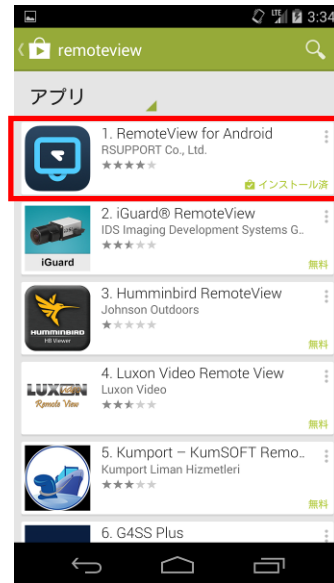 LTE 3:34
remoteview
アプリ
1. RemoteView for Android
RSUPPORT Co., Ltd.
インストール済
2. iGuard® RemoteView
IDS Imaging Development Systems G..
iGuard
無料
3. Humminbird RemoteView
Johnson Outdoors
HUMMINBIRD
HB Viewer
無料
4. Luxon Video Remote View
Luxon Video
LUXON
Remote View
無料
5. Kumport – KumSOFT Remo..
Kumport Liman Hizmetleri
無料
6. G4SS Plus